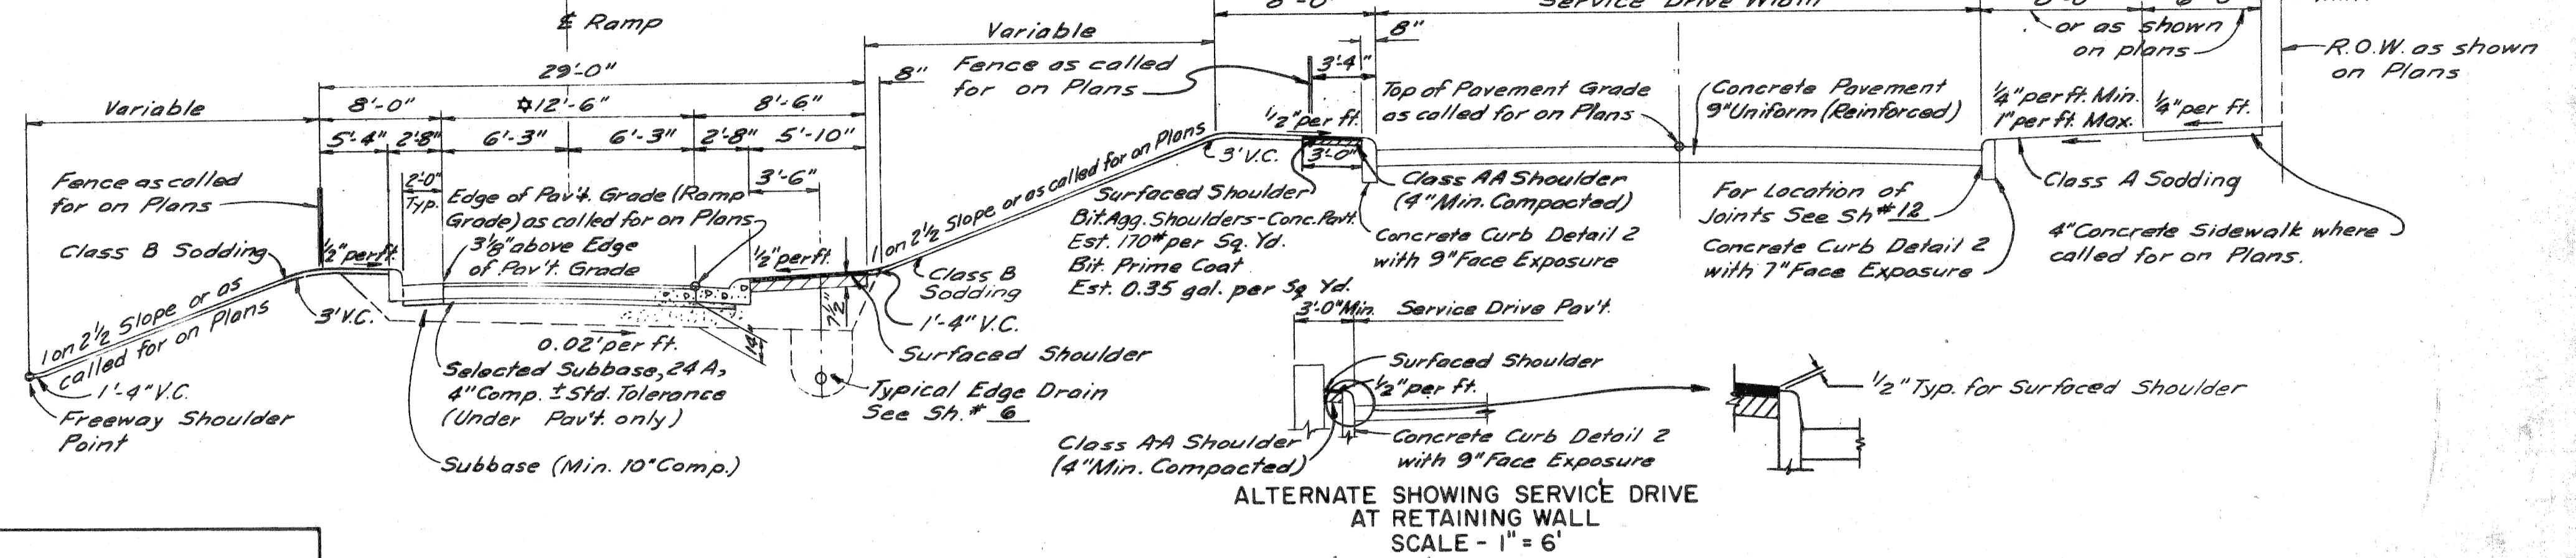 ℄ Ramp
Variable
29'-0"
8'-0"
✡12'-6"
8'-6"
5'-4"
2'-8"
6'-3"
6'-3"
2'-8"
5'-10"
8"
Fence as called
for on Plans
2'-0"
Typ.
Edge of Pav't. Grade (Ramp
Grade) as called for on Plans
3⅛" above Edge
of Pav't. Grade
3'-6"
Class B Sodding
½" per ft.
½" per ft.
1 on 2½ Slope or as
called for on Plans
3' V.C.
1'-4" V.C.
Freeway Shoulder
Point
0.02' per ft.
Selected Subbase, 24 A,
4" Comp. ± Std. Tolerance
(Under Pav't. only)
Subbase (Min. 10" Comp.)
14"
7½"
Typical Edge Drain
See Sh. # 6
Surfaced Shoulder
1'-4" V.C.
Class B
Sodding
1 on 2½ Slope or as called for on Plans
Variable
Fence as called
for on Plans
8"
3'-4"
½" per ft.
3' V.C.
3'-0"
Surfaced Shoulder
Bit. Agg. Shoulders-Conc. Pavt.
Est. 170# per Sq. Yd.
Bit. Prime Coat
Est. 0.35 gal. per Sq. Yd.
Service Drive Width
Top of Pavement Grade
as called for on Plans
Concrete Pavement
9" Uniform (Reinforced)
Class AA Shoulder
(4" Min. Compacted)
Concrete Curb Detail 2
with 9" Face Exposure
For Location of
Joints See Sh # 12
Concrete Curb Detail 2
with 7" Face Exposure
or as shown
on plans
¼" per ft. Min.
1" per ft. Max.
¼" per ft.
R.O.W. as shown
on Plans
Class A Sodding
4" Concrete Sidewalk where
called for on Plans.
3'-0" Min.
Service Drive Pav't.
Surfaced Shoulder
½" per ft.
Class A-A Shoulder
(4" Min. Compacted)
Concrete Curb Detail 2
with 9" Face Exposure
½" Typ. for Surfaced Shoulder
ALTERNATE SHOWING SERVICE DRIVE
AT RETAINING WALL
SCALE - 1" = 6'